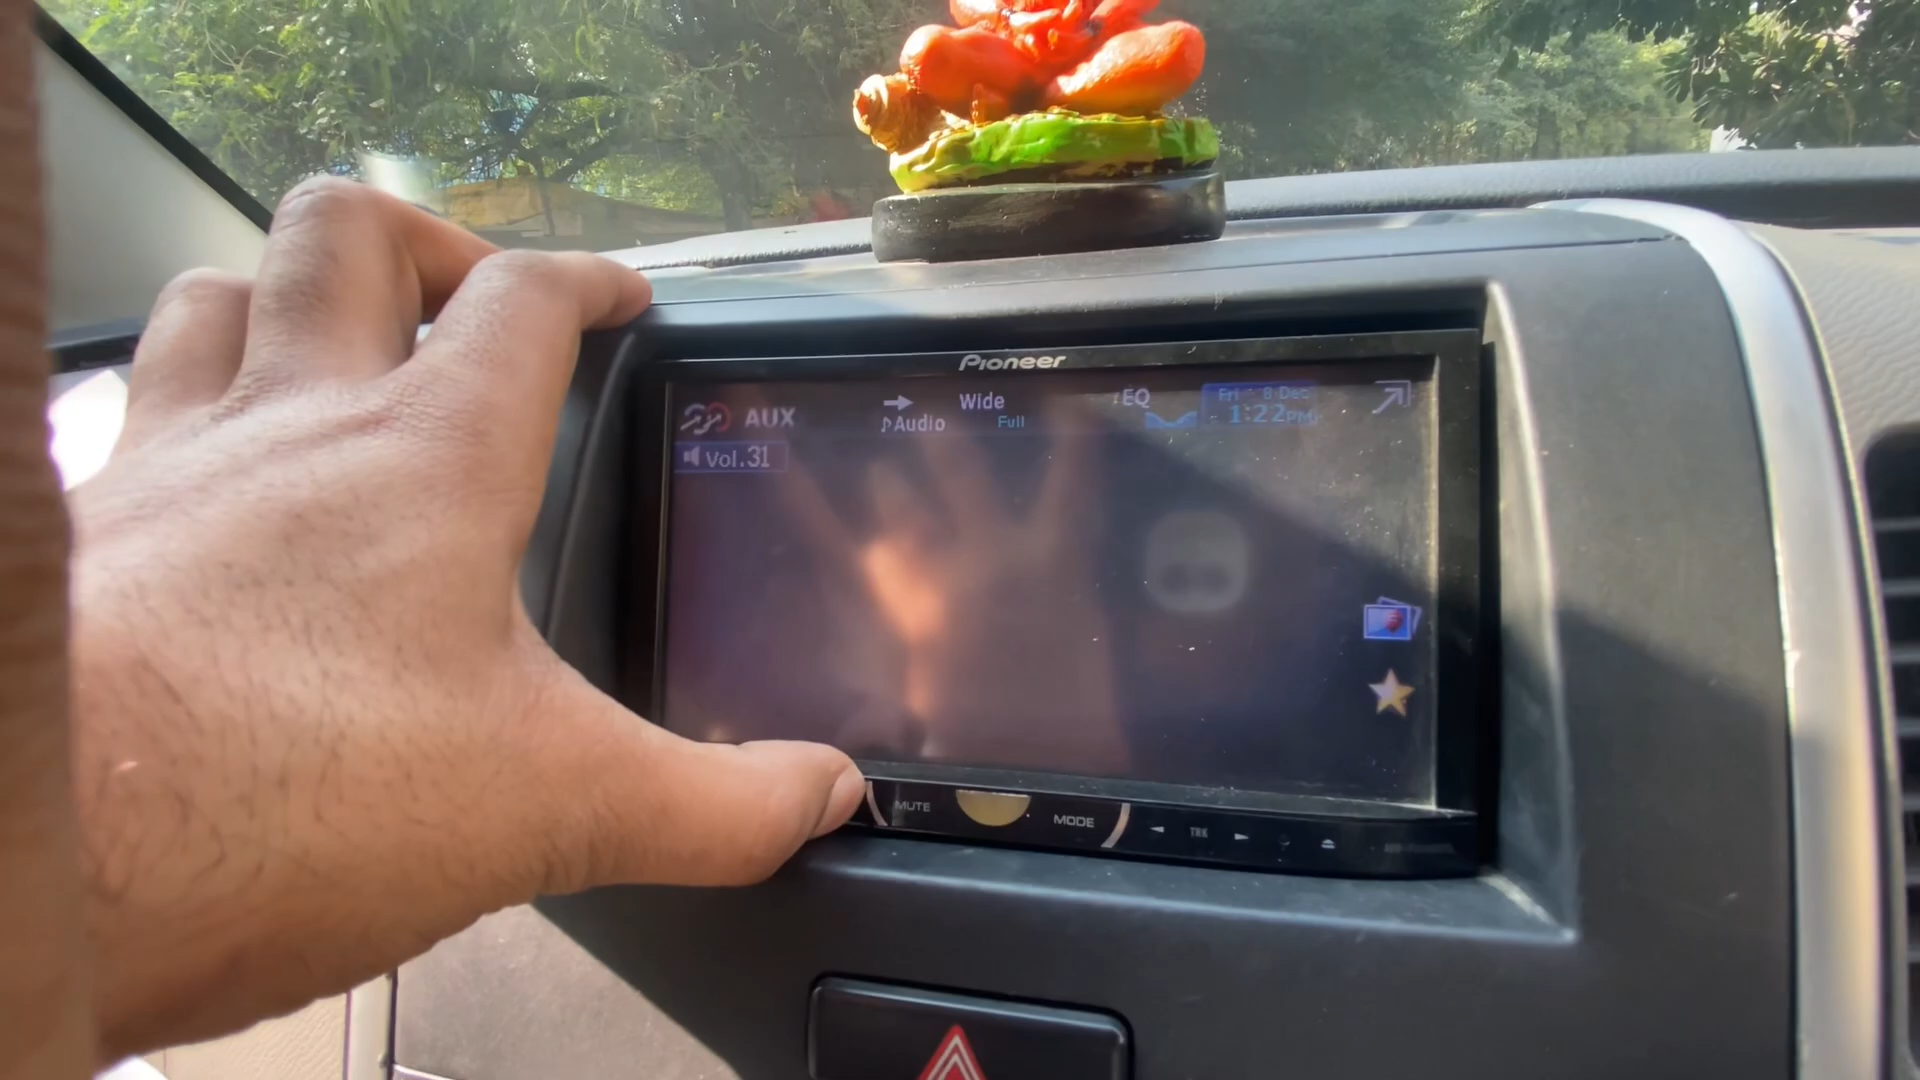 Pioneer
AUX
Wide
EQ
Fri 8 Dec
♪Audio
Full
1:22PM
Vol.31
MUTE
MODE
TRK